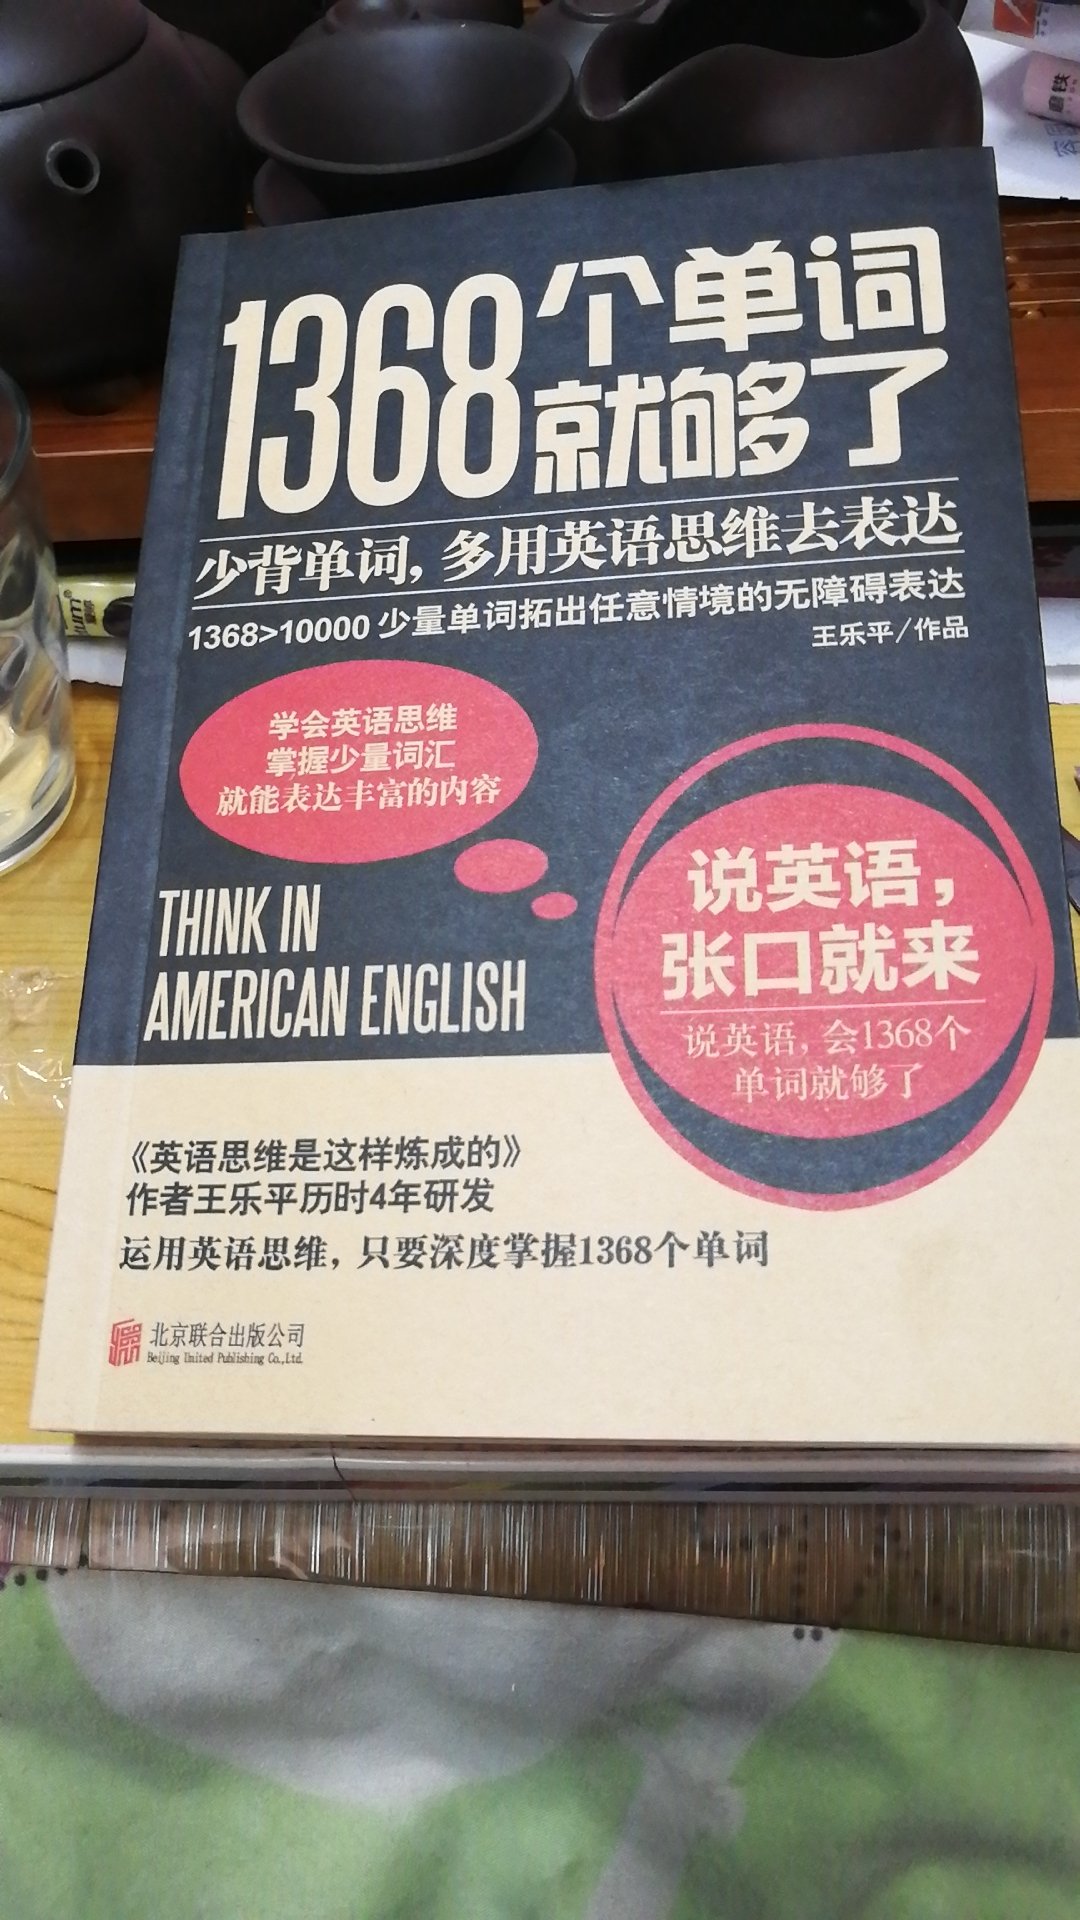 1368个单词
就够了
少背单词，多用英语思维去表达
1368>10000 少量单词拓出任意情境的无障碍表达
王乐平/作品
学会英语思维
掌握少量词汇
就能表达丰富的内容
THINK IN
AMERICAN ENGLISH
说英语，
张口就来
说英语，会1368个
单词就够了
《英语思维是这样炼成的》
作者王乐平历时4年研发
运用英语思维，只要深度掌握1368个单词
北京联合出版公司
Beijing United Publishing Co.,Ltd.